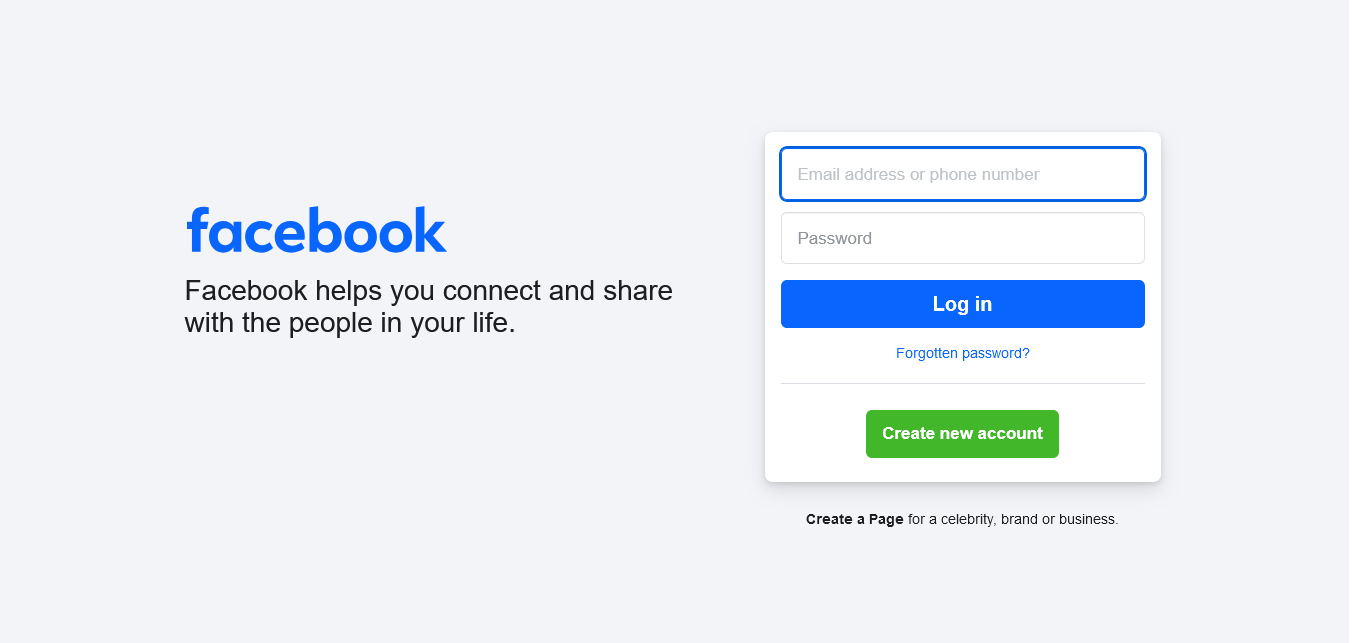 facebook
Facebook helps you connect and share
with the people in your life.
Email address or phone number
Password
Log in
Forgotten password?
Create new account
Create a Page for a celebrity, brand or business.